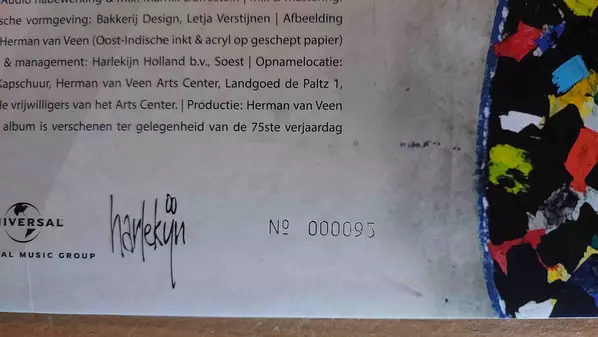 sche vormgeving: Bakkerij Design, Letja Verstijnen | Afbeelding
Herman van Veen (Oost-Indische inkt & acryl op geschept papier)
& management: Harlekijn Holland b.v., Soest | Opnamelocatie:
Kapschuur, Herman van Veen Arts Center, Landgoed de Paltz 1,
le vrijwilligers van het Arts Center. | Productie: Herman van Veen
album is verschenen ter gelegenheid van de 75ste verjaardag
IVERSAL
AL MUSIC GROUP
harlekijn
№ 000095